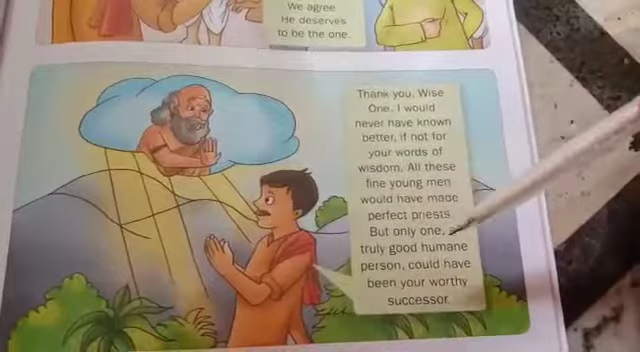 We agree
He deserves
to be the one.
Thank you, Wise
One. I would
never have known
better, if not for
your words of
wisdom. All these
fine young men
would have made
perfect priests
But only one,
truly good humane
person, could have
been your worthy
successor.